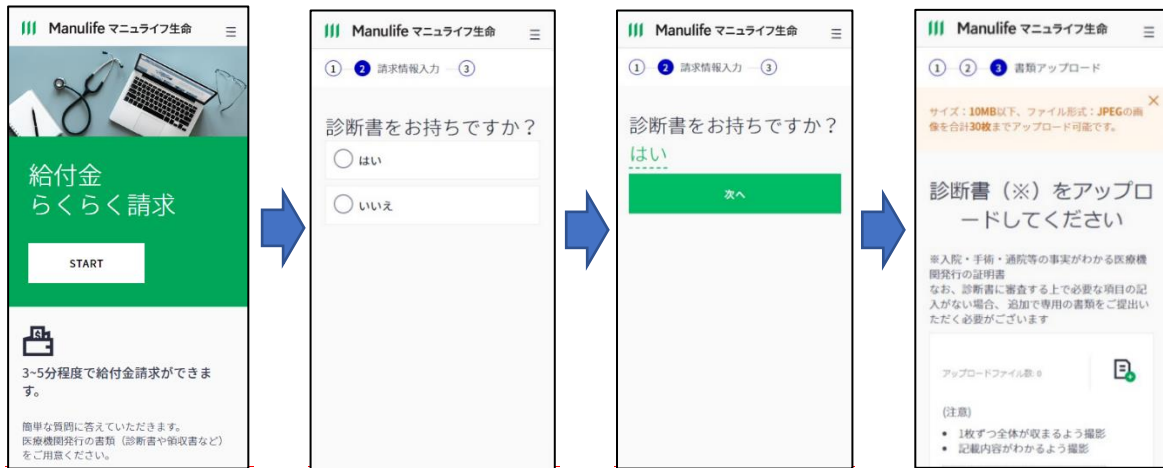 Manulife マニュライフ生命
給付金
らくらく請求
START
3~5分程度で給付金請求ができま
す。
簡単な質問に答えていただきます。
医療機関発行の書類（診断書や領収書など）
をご用意ください。
Manulife マニュライフ生命
1 2 請求情報入力 3
診断書をお持ちですか？
はい
いいえ
Manulife マニュライフ生命
1 2 請求情報入力 3
診断書をお持ちですか？
はい
次へ
Manulife マニュライフ生命
1 2 3 書類アップロード
サイズ：10MB以下、ファイル形式：JPEGの画
像を合計30枚までアップロード可能です。
診断書（※）をアップロ
ードしてください
※入院・手術・通院等の事実がわかる医療機
関発行の証明書
なお、診断書に審査する上で必要な項目の記
入がない場合、追加で専用の書類をご提出い
ただく必要がございます
アップロードファイル数: 0
(注意)
• 1枚ずつ全体が収まるよう撮影
• 記載内容がわかるよう撮影